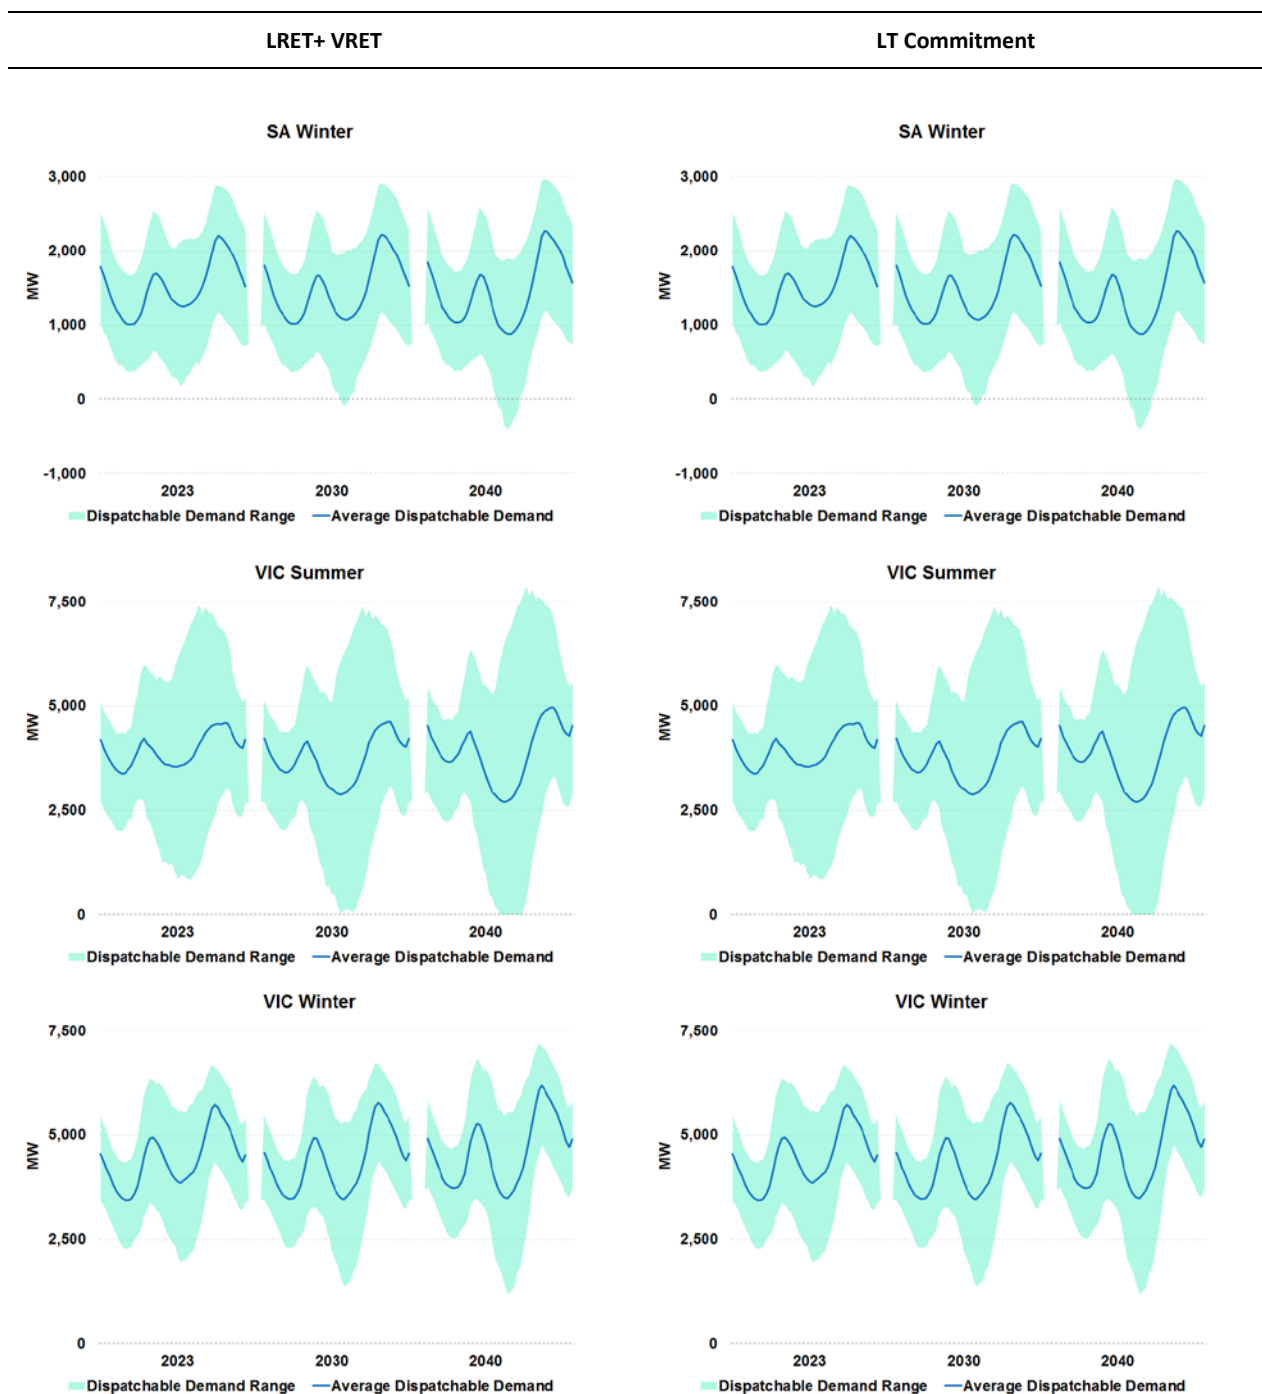 LRET+ VRET LT Commitment
SA Winter SA Winter
3,000 3,000
2,000 2,000
MW MW
1,000 1,000
0 0
-1,000 -1,000
2023 2030 2040 2023 2030 2040
Dispatchable Demand Range Average Dispatchable Demand Dispatchable Demand Range Average Dispatchable Demand
VIC Summer VIC Summer
7,500 7,500
5,000 5,000
MW MW
2,500 2,500
0 0
2023 2030 2040 2023 2030 2040
Dispatchable Demand Range Average Dispatchable Demand Dispatchable Demand Range Average Dispatchable Demand
VIC Winter VIC Winter
7,500 7,500
5,000 5,000
MW MW
2,500 2,500
0 0
2023 2030 2040 2023 2030 2040
Dispatchable Demand Range Average Dispatchable Demand Dispatchable Demand Range Average Dispatchable Demand